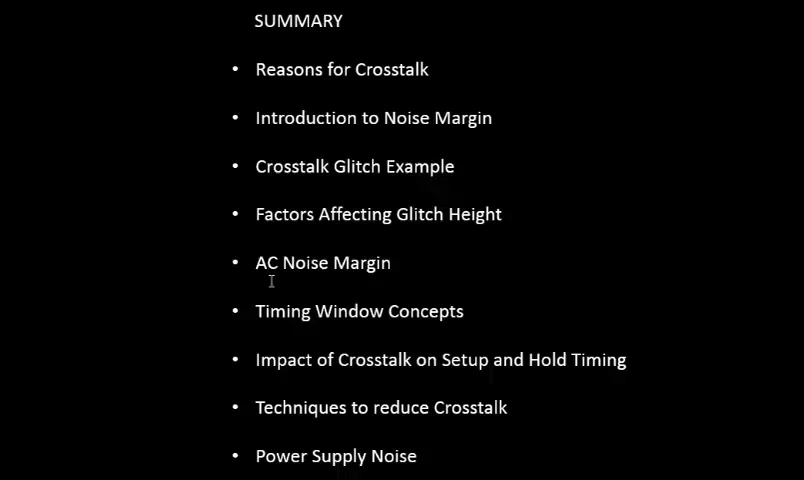 SUMMARY
• Reasons for Crosstalk
• Introduction to Noise Margin
• Crosstalk Glitch Example
• Factors Affecting Glitch Height
• AC Noise Margin
• Timing Window Concepts
• Impact of Crosstalk on Setup and Hold Timing
• Techniques to reduce Crosstalk
• Power Supply Noise